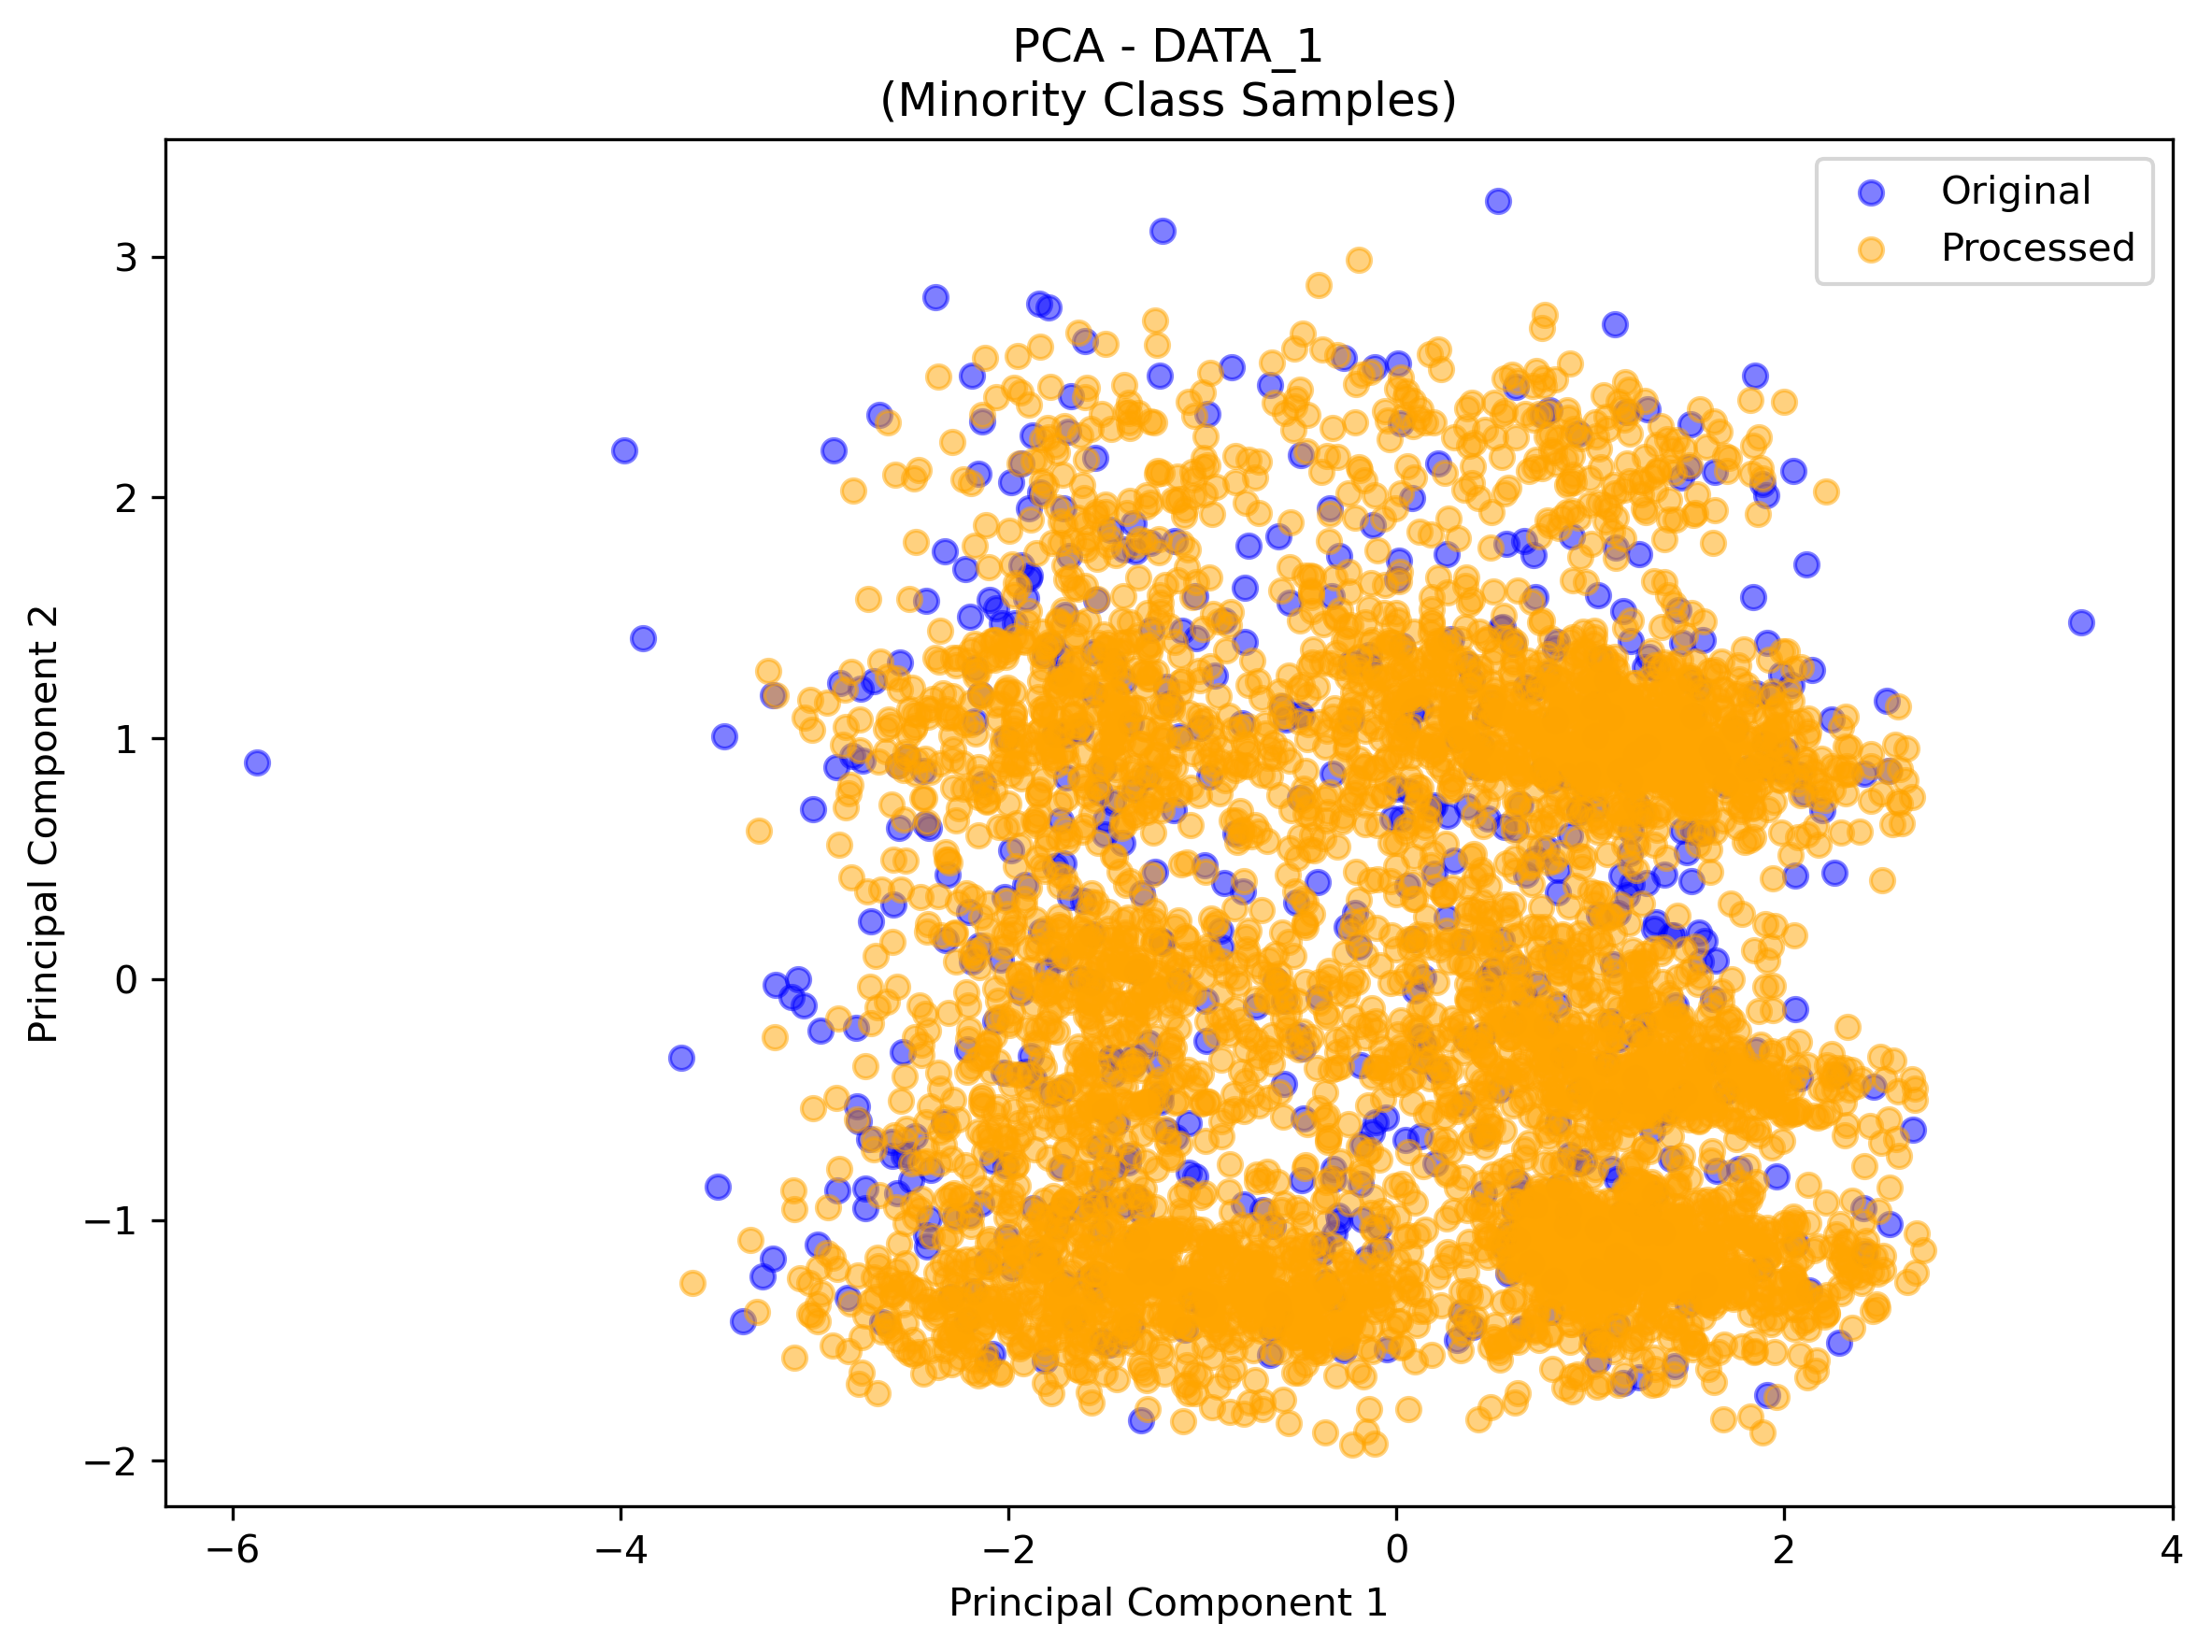 PCA - DATA_1
(Minority Class Samples)
Original
Processed
3
2
1
0
−1
−2
Principal Component 2
−6
−4
−2
0
2
4
Principal Component 1